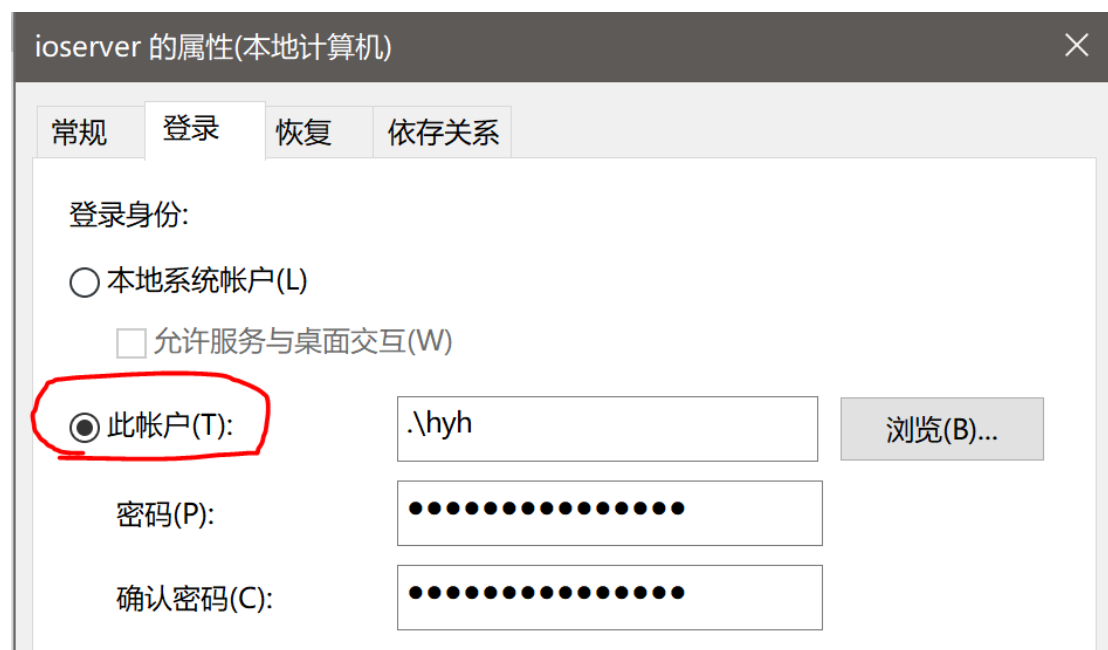 ioserver 的属性(本地计算机)
常规 登录 恢复 依存关系
登录身份:
本地系统帐户(L)
允许服务与桌面交互(W)
此帐户(T): .\hyh 浏览(B)...
密码(P): ●●●●●●●●●●●●●●●
确认密码(C): ●●●●●●●●●●●●●●●